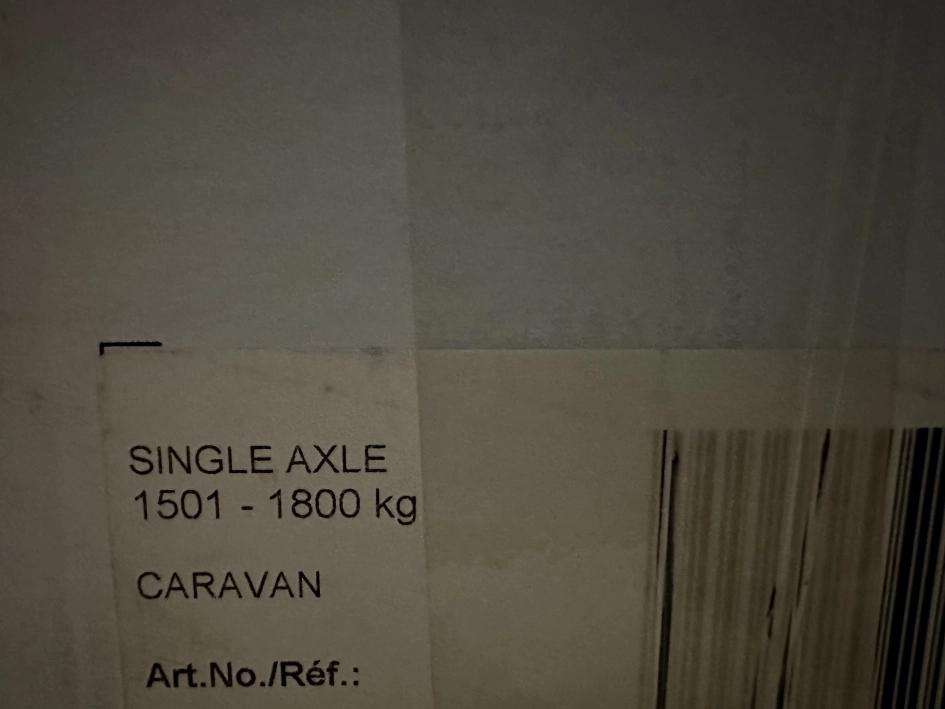 SINGLE AXLE
1501 - 1800 kg
CARAVAN
Art.No./Réf.: